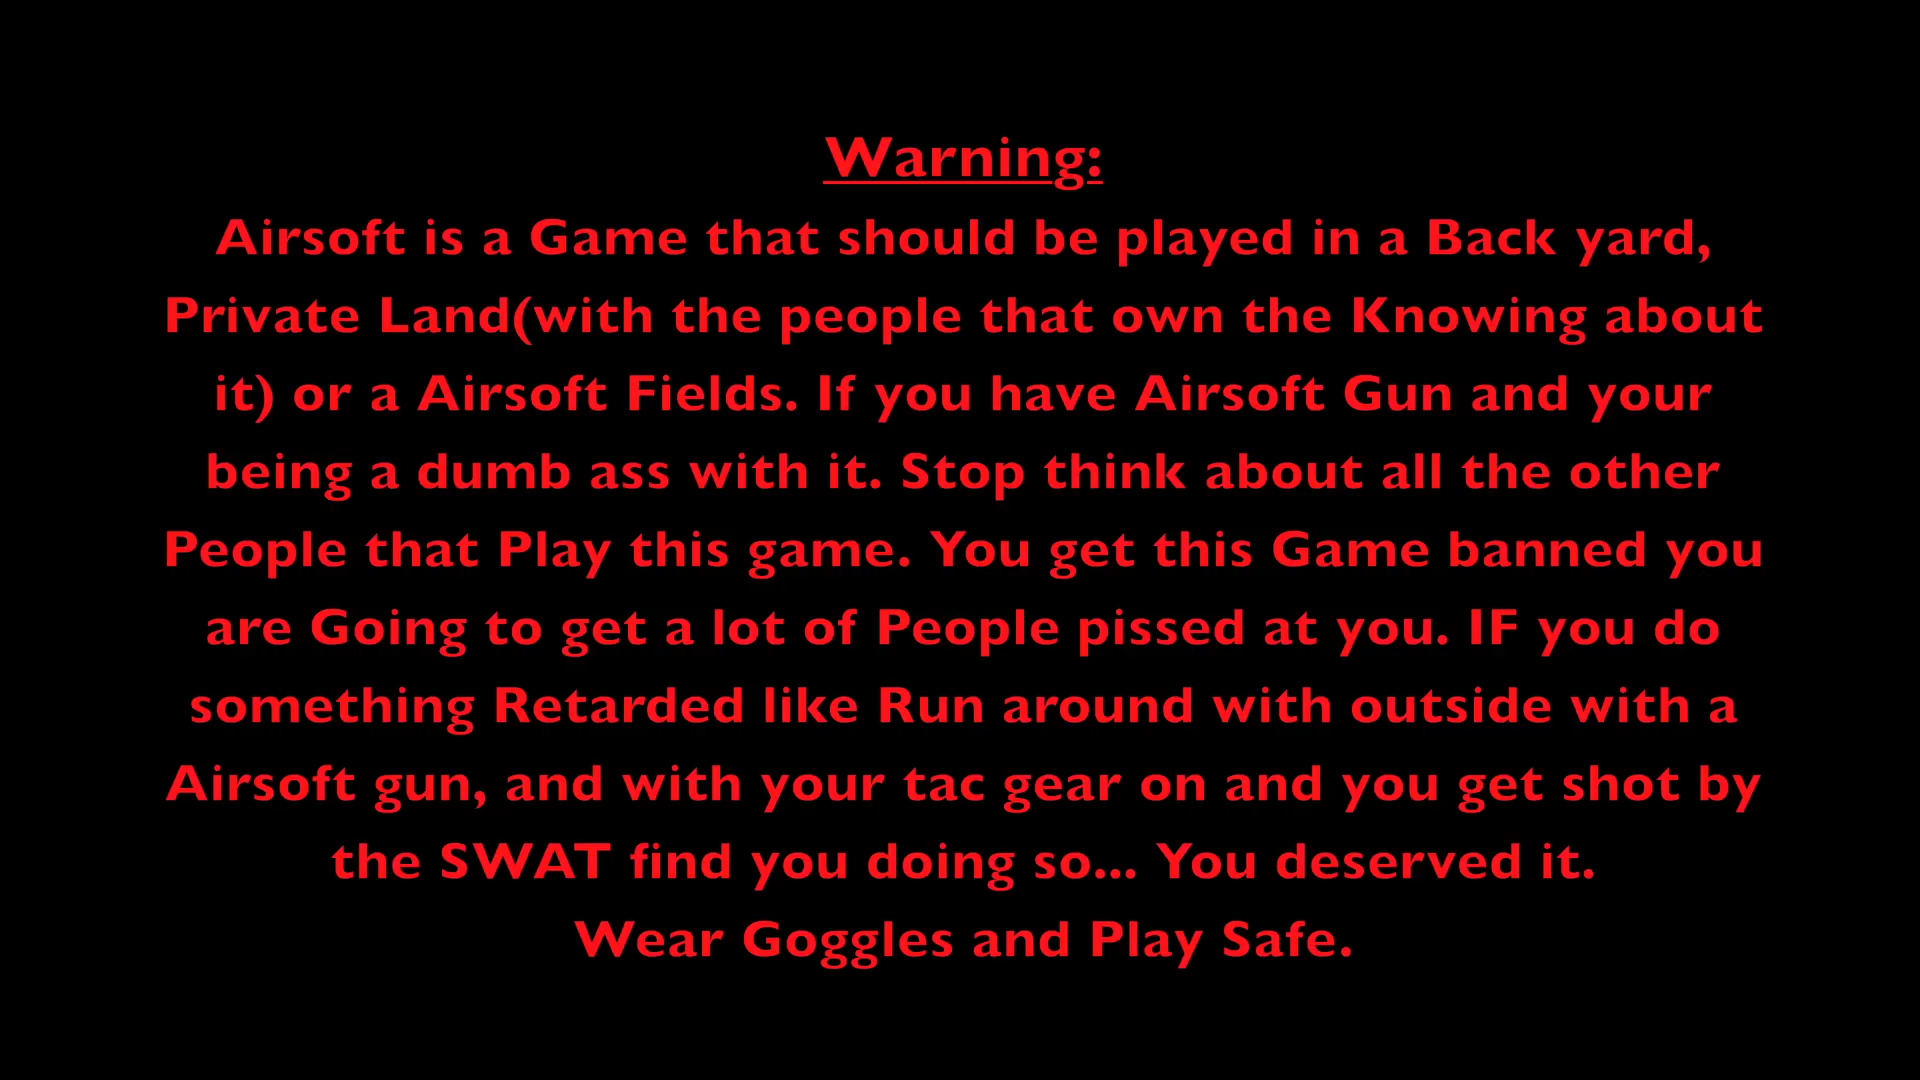 Warning:
Airsoft is a Game that should be played in a Back yard,
Private Land(with the people that own the Knowing about
it) or a Airsoft Fields. If you have Airsoft Gun and your
being a dumb ass with it. Stop think about all the other
People that Play this game. You get this Game banned you
are Going to get a lot of People pissed at you. IF you do
something Retarded like Run around with outside with a
Airsoft gun, and with your tac gear on and you get shot by
the SWAT find you doing so... You deserved it.
Wear Goggles and Play Safe.